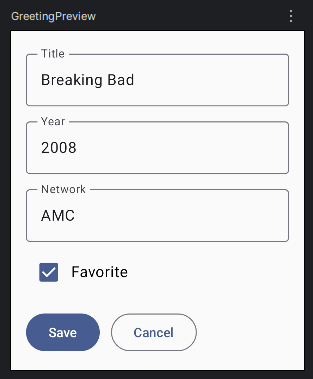 GreetingPreview
Title
Breaking Bad
Year
2008
Network
AMC
Favorite
Save Cancel